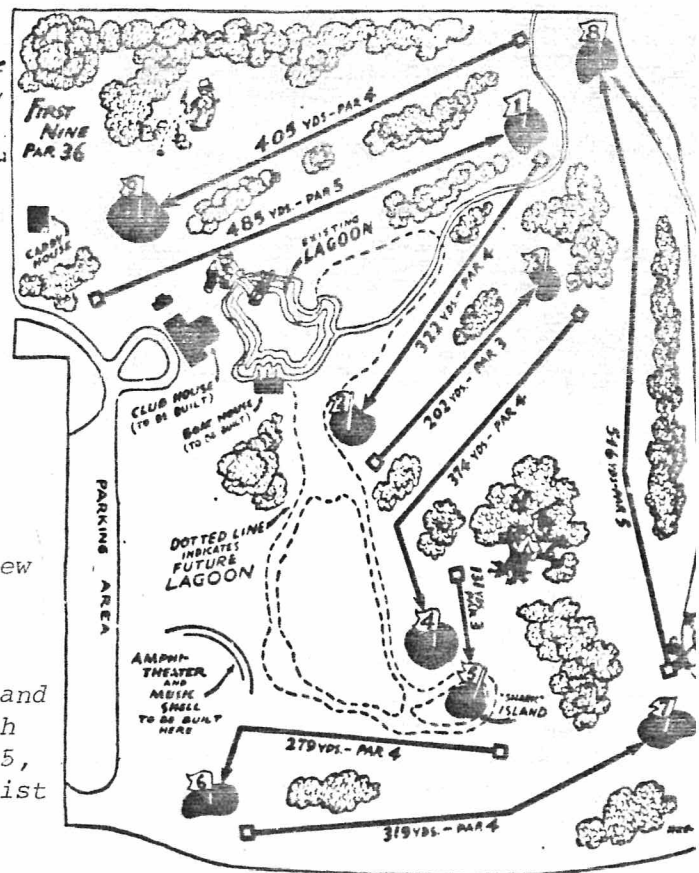 FIRST
NINE
PAR 36
405 YDS-PAR 4
485 YDS.-PAR 5
CADDY
HOUSE
EXISTING
LAGOON
322 YDS-PAR 4
202 YDS-PAR 3
374 YDS-PAR 4
546 YDS-PAR 5
CLUB HOUSE
(TO BE BUILT)
BOAT HOUSE
(TO BE BUILT)
PARKING AREA
DOTTED LINE
INDICATES
FUTURE
LAGOON
AMPHI-
THEATER
AND
MUSIC
SHELL
TO BE BUILT
HERE
"SHARK"
ISLAND
279 YDS.-PAR 4
319 YDS.-PAR 4
1
2
3
4
5
6
7
8
9
ew
and
h
5,
ist